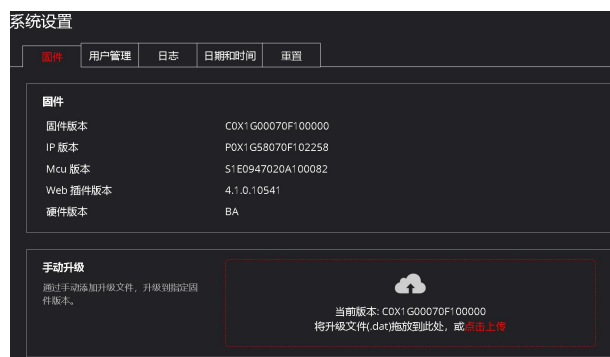 系统设置
固件 用户管理 日志 日期和时间 重置
固件
固件版本 C0X1G00070F100000
IP 版本 P0X1G58070F102258
Mcu 版本 S1E0947020A100082
Web 插件版本 4.1.0.10541
硬件版本 BA
手动升级
通过手动添加升级文件，升级到指定固
件版本。
当前版本: C0X1G00070F100000
将升级文件(.dat)拖放到此处，或点击上传